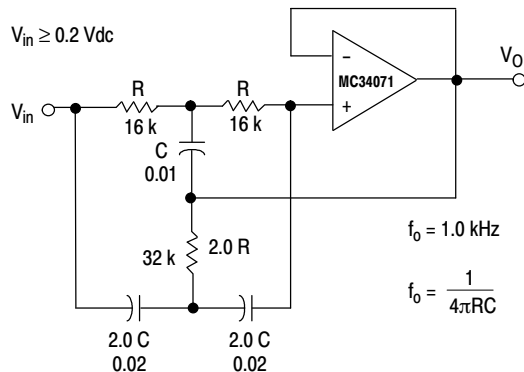 V_in ≥ 0.2 Vdc
V_in
R
16 k
R
16 k
C
0.01
−
+
MC34071
V_O
32 k
2.0 R
2.0 C
0.02
2.0 C
0.02
f_o = 1.0 kHz
f_o = 1 / 4πRC